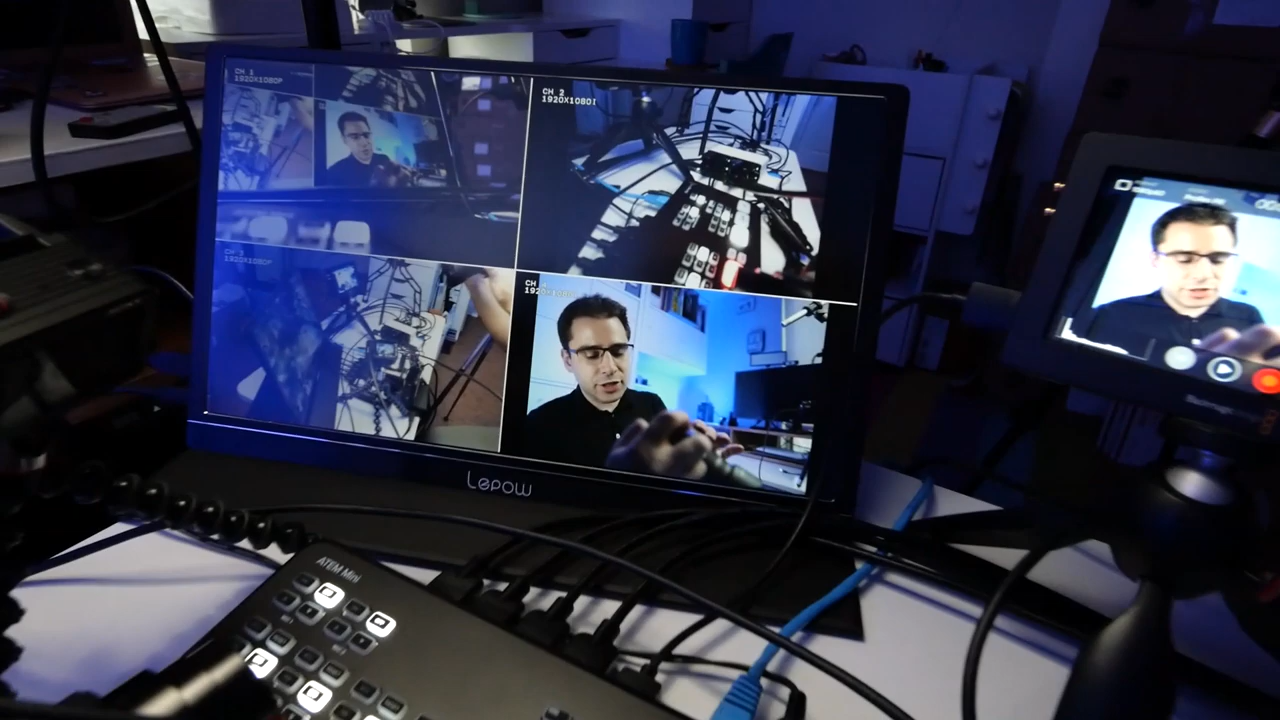 CH 1
1920X1080P
CH 2
1920X1080I
CH 3
1920X1080P
CH
Lepow
ATEM Mini